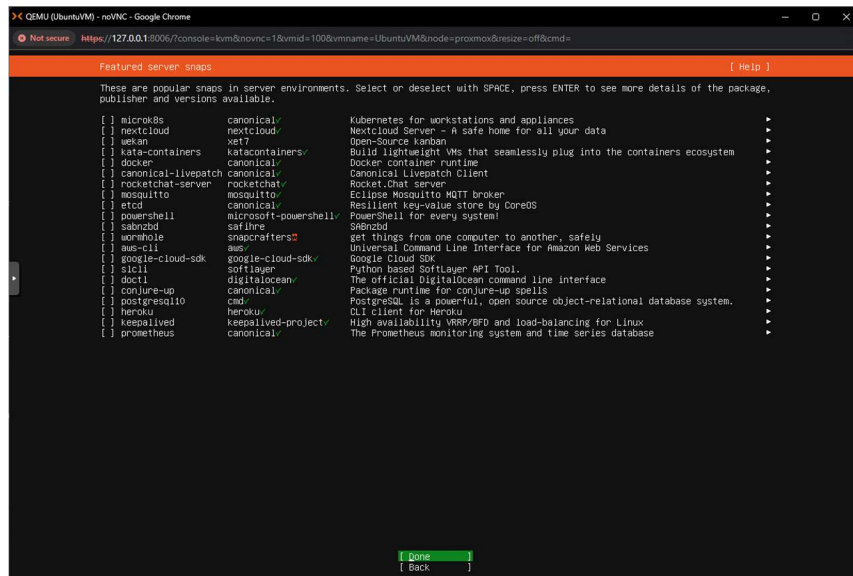 QEMU (UbuntuVM) - noVNC - Google Chrome
Not secure https://127.0.0.1:8006/?console=kvm&novnc=1&vmid=100&vmname=UbuntuVM&node=proxmox&resize=off&cmd=
Featured server snaps [ Help ]
These are popular snaps in server environments. Select or deselect with SPACE, press ENTER to see more details of the package,
publisher and versions available.
[ ] microk8s canonical✓ Kubernetes for workstations and appliances ►
[ ] nextcloud nextcloud✓ Nextcloud Server – A safe home for all your data ►
[ ] wekan xet7 Open-Source kanban ►
[ ] kata-containers katacontainers✓ Build lightweight VMs that seamlessly plug into the containers ecosystem ►
[ ] docker canonical✓ Docker container runtime ►
[ ] canonical-livepatch canonical✓ Canonical Livepatch Client ►
[ ] rocketchat-server rocketchat✓ Rocket.Chat server ►
[ ] mosquitto mosquitto✓ Eclipse Mosquitto MQTT broker ►
[ ] etcd canonical✓ Resilient key-value store by CoreOS ►
[ ] powershell microsoft-powershell✓ PowerShell for every system! ►
[ ] sabnzbd safihre SABnzbd ►
[ ] wormhole snapcrafters get things from one computer to another, safely ►
[ ] aws-cli aws✓ Universal Command Line Interface for Amazon Web Services ►
[ ] google-cloud-sdk google-cloud-sdk✓ Google Cloud SDK ►
[ ] slcli softlayer Python based SoftLayer API Tool. ►
[ ] doctl digitalocean✓ The official DigitalOcean command line interface ►
[ ] conjure-up canonical✓ Package runtime for conjure-up spells ►
[ ] postgresql10 cmd✓ PostgreSQL is a powerful, open source object-relational database system. ►
[ ] heroku heroku✓ CLI client for Heroku ►
[ ] keepalived keepalived-project✓ High availability VRRP/BFD and load-balancing for Linux ►
[ ] prometheus canonical✓ The Prometheus monitoring system and time series database ►
[ Done ]
[ Back ]